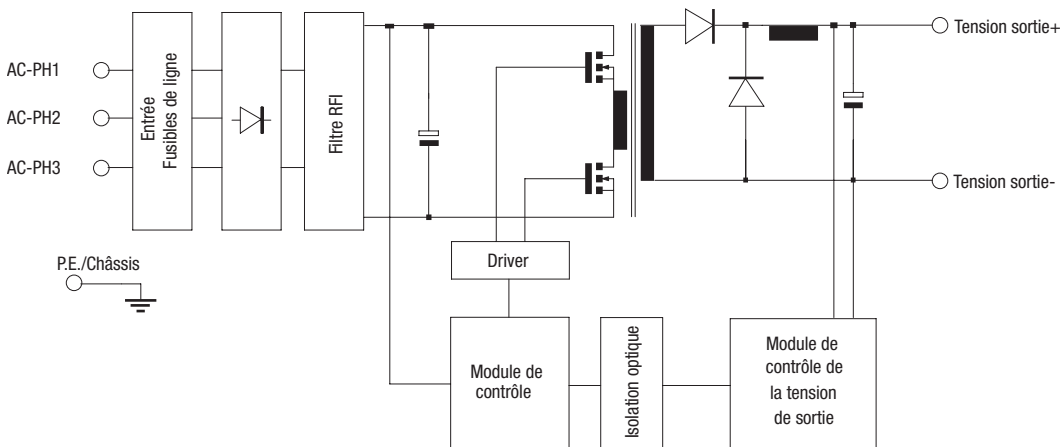 AC-PH1
AC-PH2
AC-PH3
Entrée
Fusibles de ligne
Filtre RFI
Tension sortie+
Tension sortie-
P.E./Châssis
Driver
Module de
contrôle
Isolation optique
Module de
contrôle de
la tension
de sortie